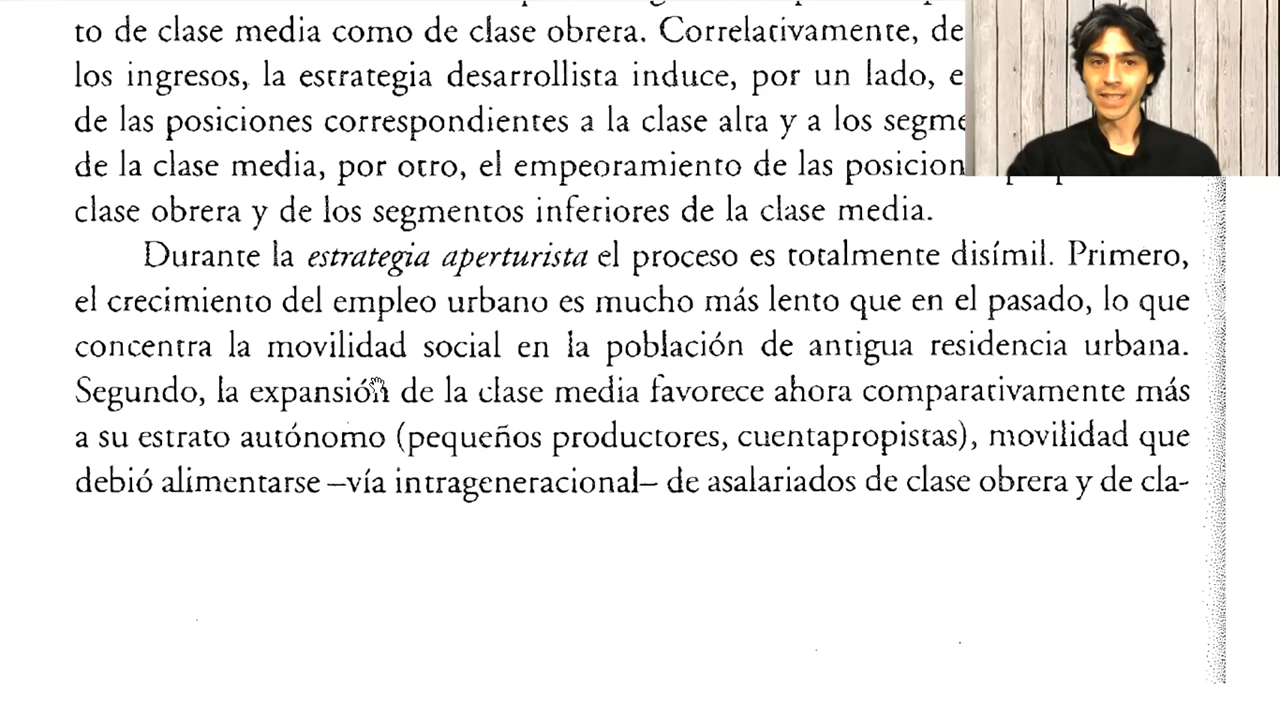 to de clase media como de clase obrera. Correlativamente, de
los ingresos, la estrategia desarrollista induce, por un lado, e
de las posiciones correspondientes a la clase alta y a los segme
de la clase media, por otro, el empeoramiento de las posicion
clase obrera y de los segmentos inferiores de la clase media.
Durante la estrategia aperturista el proceso es totalmente disímil. Primero,
el crecimiento del empleo urbano es mucho más lento que en el pasado, lo que
concentra la movilidad social en la población de antigua residencia urbana.
Segundo, la expansión de la clase media favorece ahora comparativamente más
a su estrato autónomo (pequeños productores, cuentapropistas), movilidad que
debió alimentarse –vía intrageneracional– de asalariados de clase obrera y de cla-